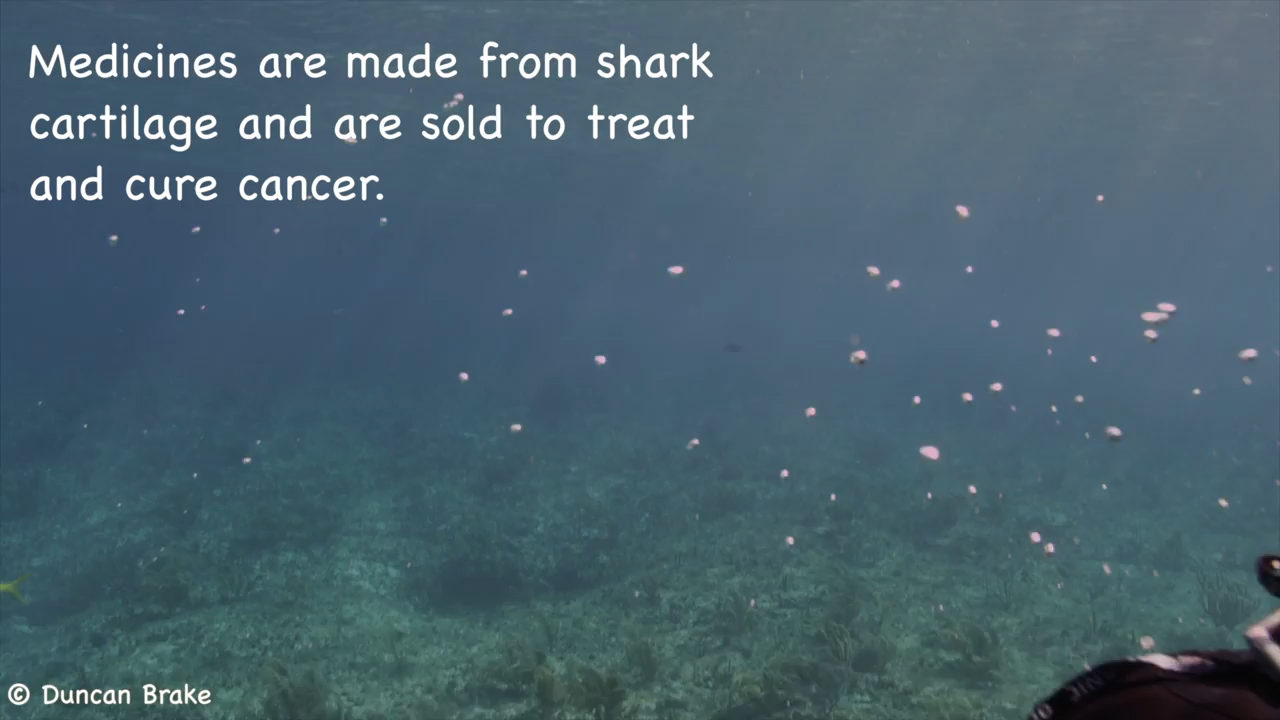 Medicines are made from shark
cartilage and are sold to treat
and cure cancer.
© Duncan Brake